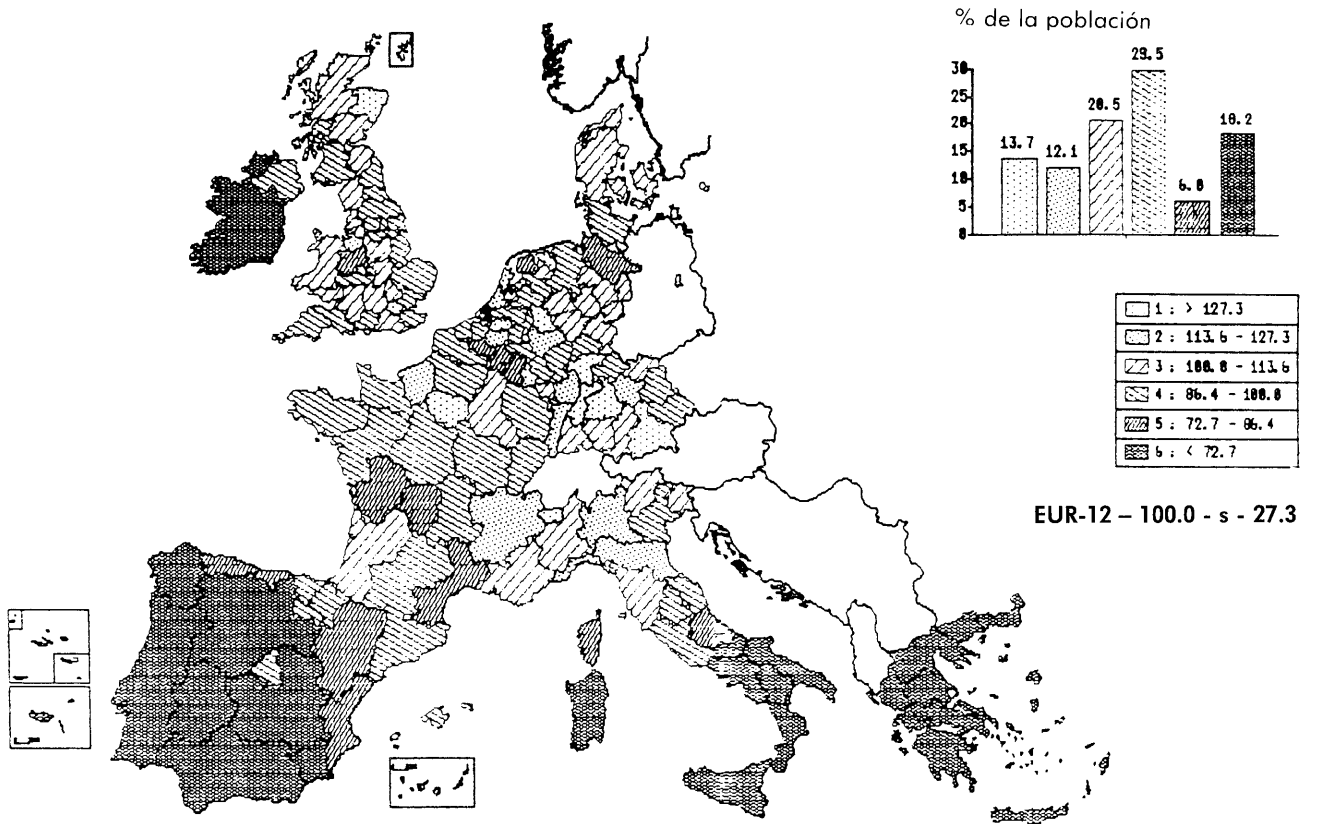 % de la población
29.5
30
25
20
15
10
5
0
13.7
12.1
20.5
6.0
18.2
1 : > 127.3
2 : 113.6 - 127.3
3 : 100.0 - 113.6
4 : 86.4 - 100.0
5 : 72.7 - 86.4
6 : < 72.7
EUR-12 – 100.0 - s - 27.3